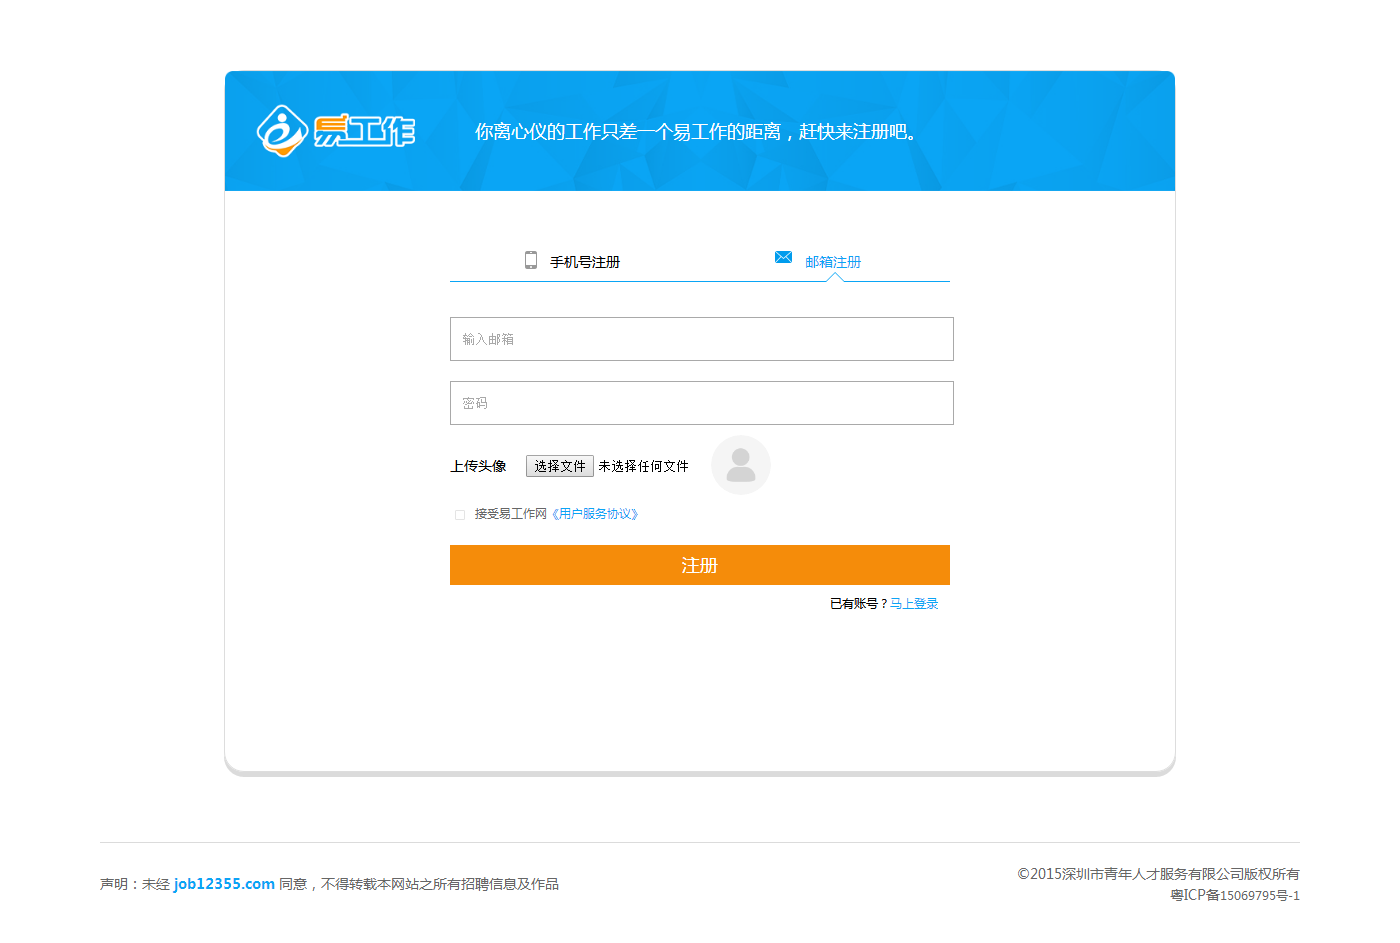 易工作
你离心仪的工作只差一个易工作的距离，赶快来注册吧。
手机号注册
邮箱注册
输入邮箱
密码
上传头像 选择文件 未选择任何文件
接受易工作网《用户服务协议》
注册
已有账号？马上登录
声明：未经 job12355.com 同意，不得转载本网站之所有招聘信息及作品
©2015深圳市青年人才服务有限公司版权所有
粤ICP备15069795号-1